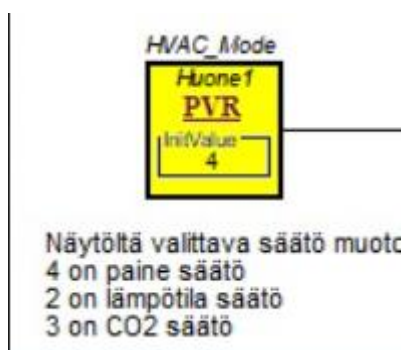 HVAC_Mode
Huone1
PVR
InitValue
4
Näytöltä valittava säätö muoto
4 on paine säätö
2 on lämpötila säätö
3 on CO2 säätö